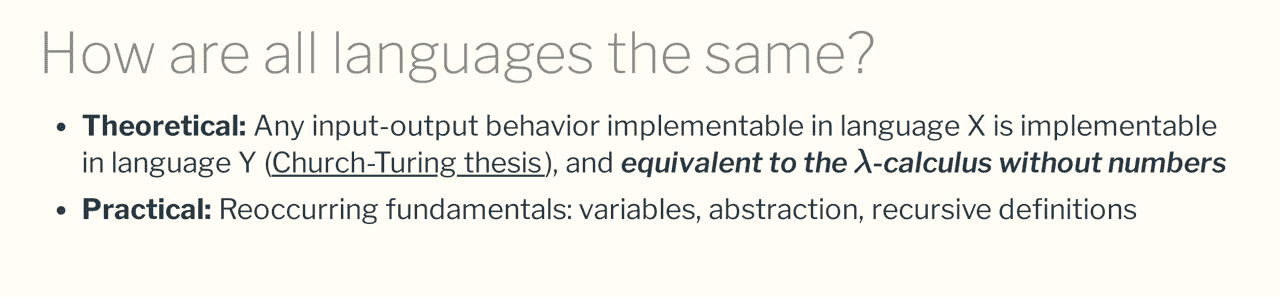 How are all languages the same?
• Theoretical: Any input-output behavior implementable in language X is implementable
in language Y (Church-Turing thesis), and equivalent to the λ-calculus without numbers
• Practical: Reoccurring fundamentals: variables, abstraction, recursive definitions